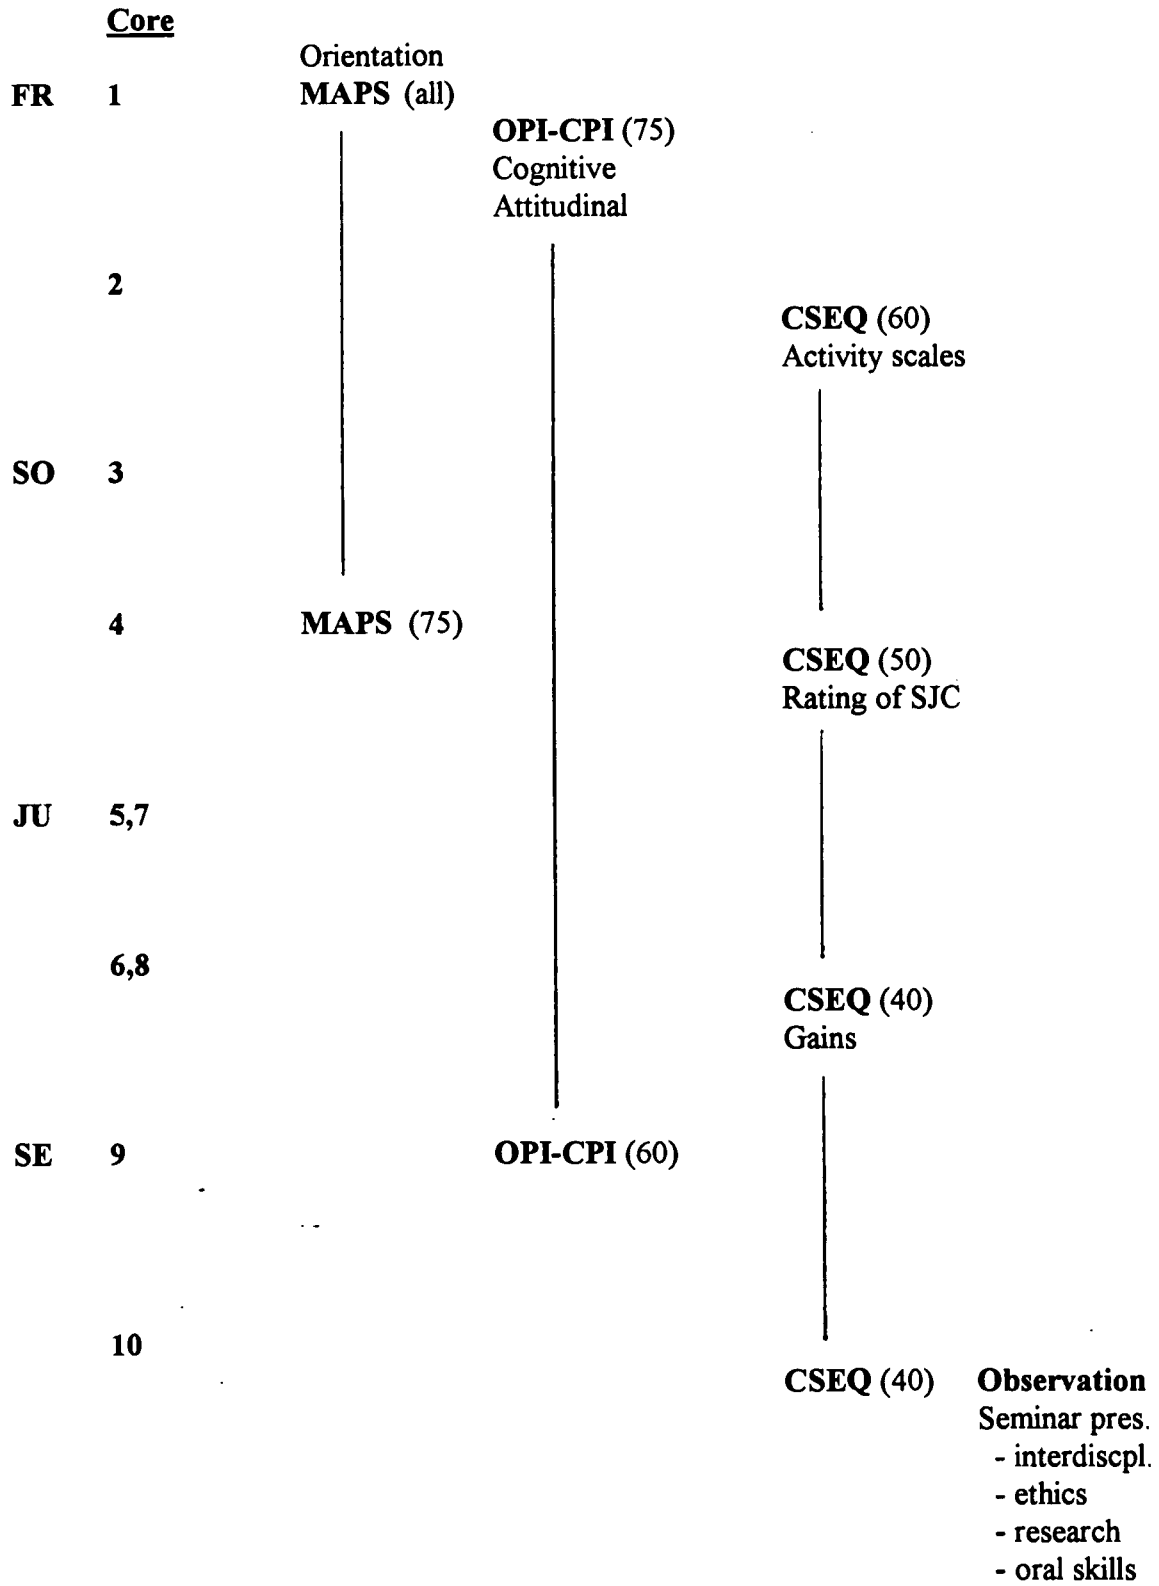 Core
Orientation
FR 1 MAPS (all)
OPI-CPI (75)
Cognitive
Attitudinal
2
CSEQ (60)
Activity scales
SO 3
4 MAPS (75)
CSEQ (50)
Rating of SJC
JU 5,7
6,8
CSEQ (40)
Gains
SE 9 OPI-CPI (60)
10
CSEQ (40) Observation
Seminar pres.
- interdiscpl.
- ethics
- research
- oral skills